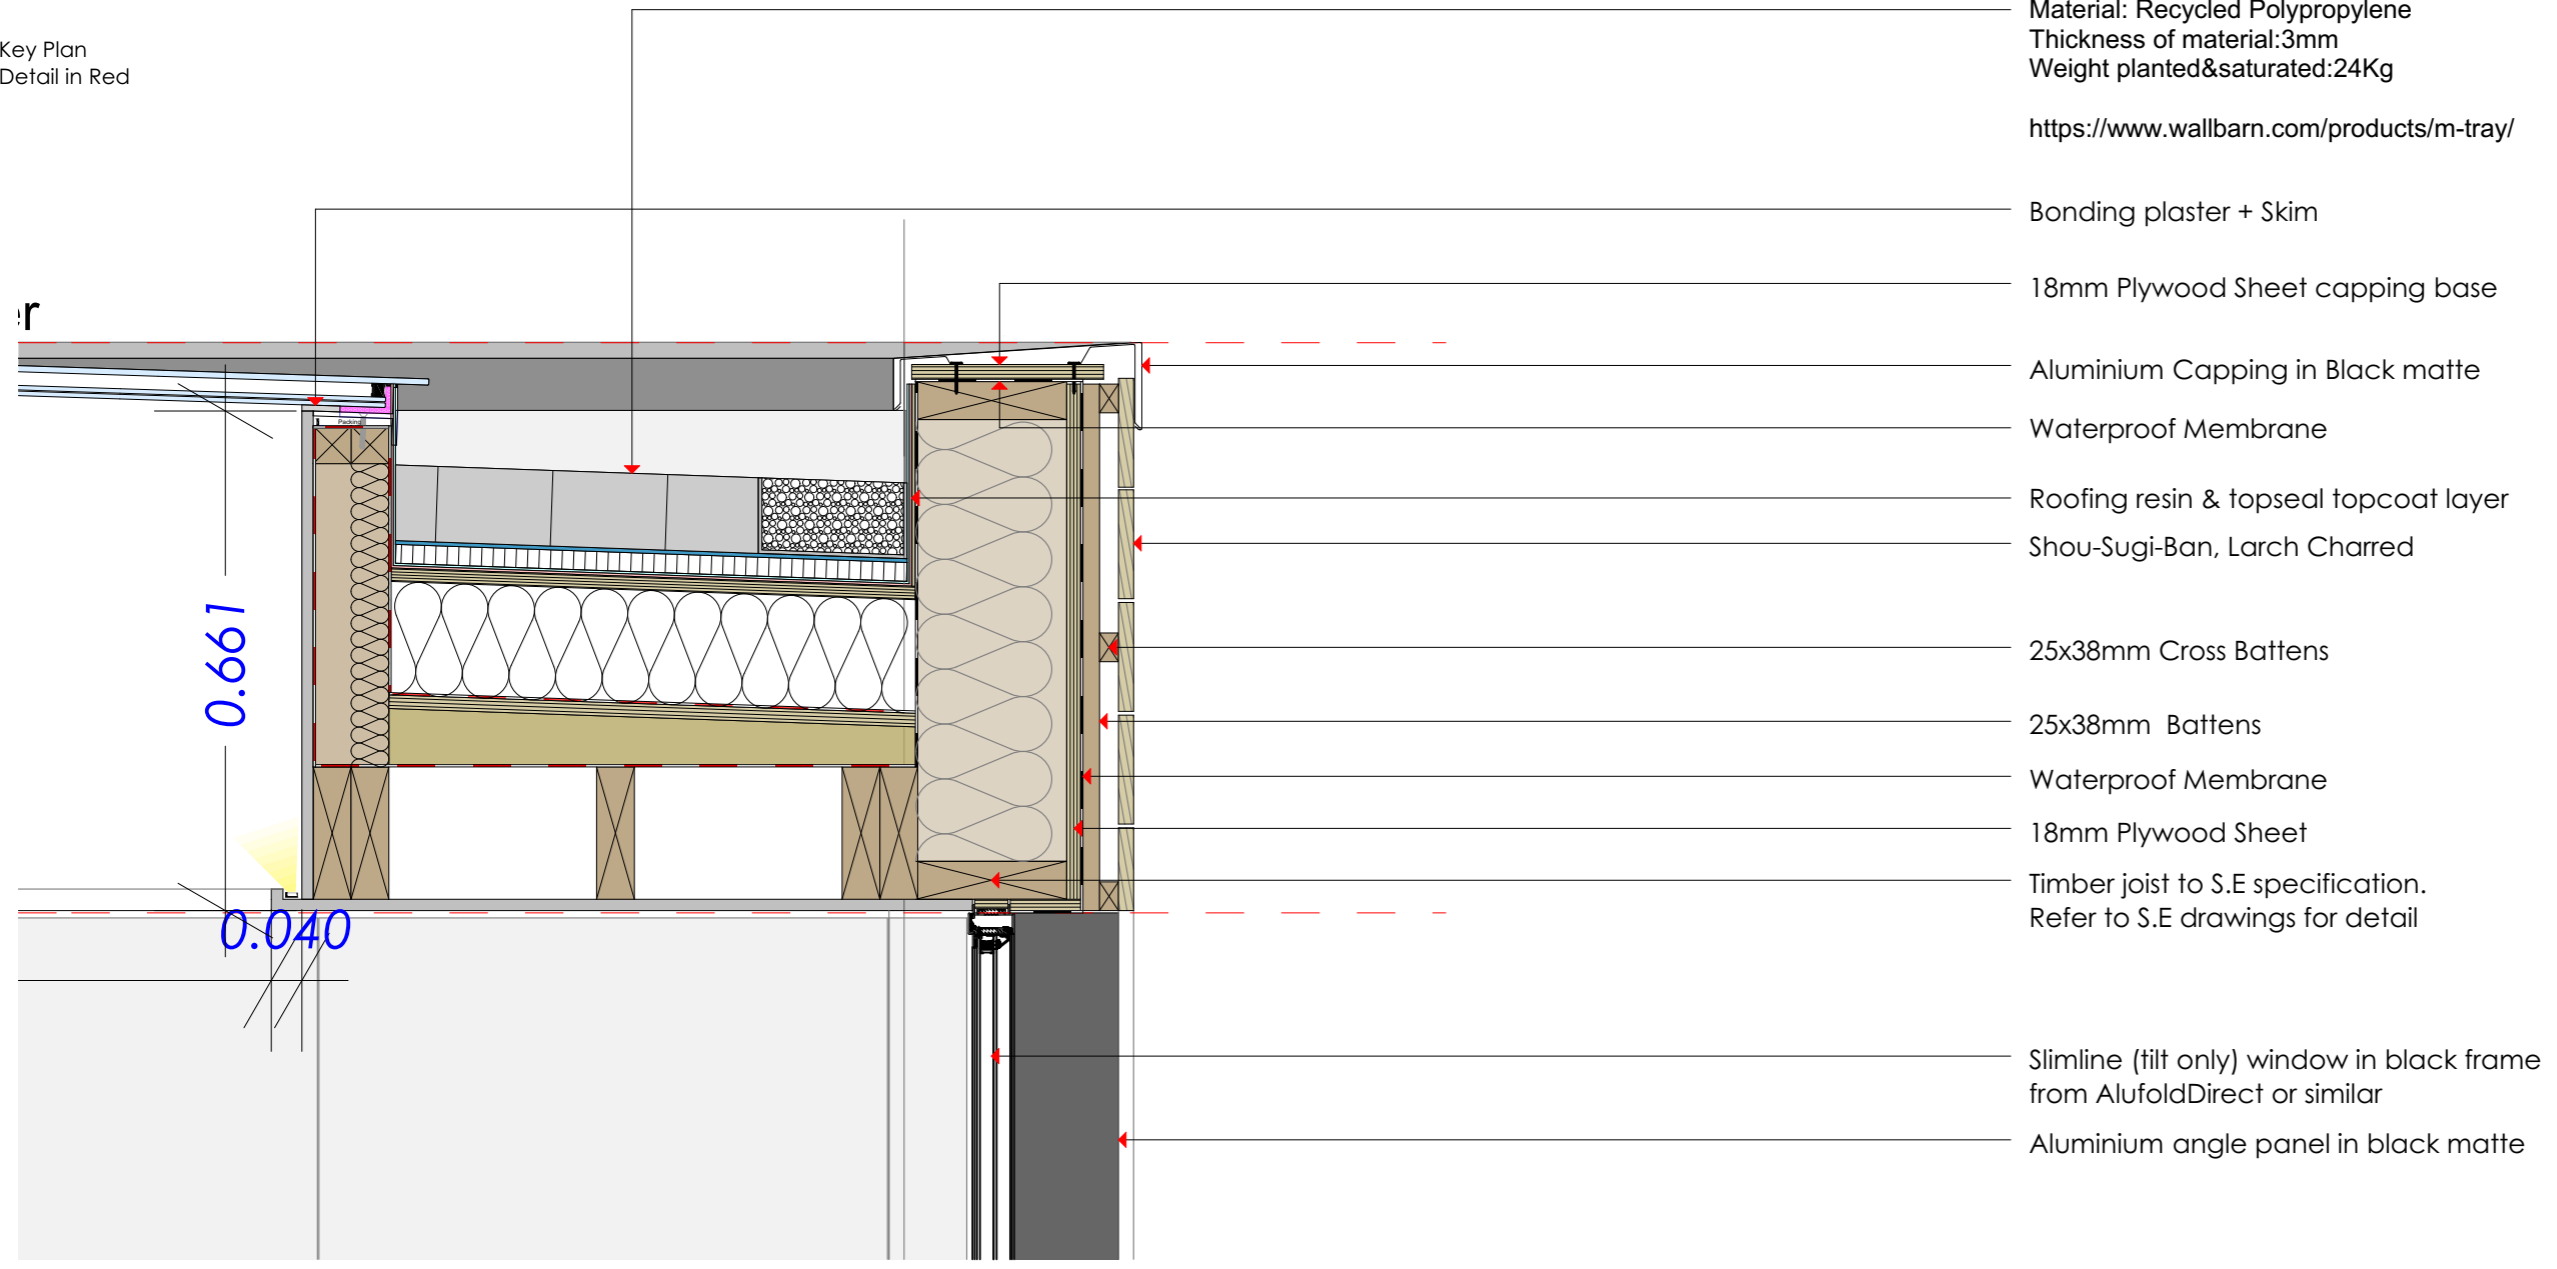 Key Plan
Detail in Red
Material: Recycled Polypropylene
Thickness of material:3mm
Weight planted&saturated:24Kg
https://www.wallbarn.com/products/m-tray/
Bonding plaster + Skim
18mm Plywood Sheet capping base
Aluminium Capping in Black matte
Waterproof Membrane
Roofing resin & topseal topcoat layer
Shou-Sugi-Ban, Larch Charred
25x38mm Cross Battens
25x38mm Battens
Waterproof Membrane
18mm Plywood Sheet
Timber joist to S.E specification.
Refer to S.E drawings for detail
Slimline (tilt only) window in black frame
from AlufoldDirect or similar
Aluminium angle panel in black matte
Packing
0.661
0.040